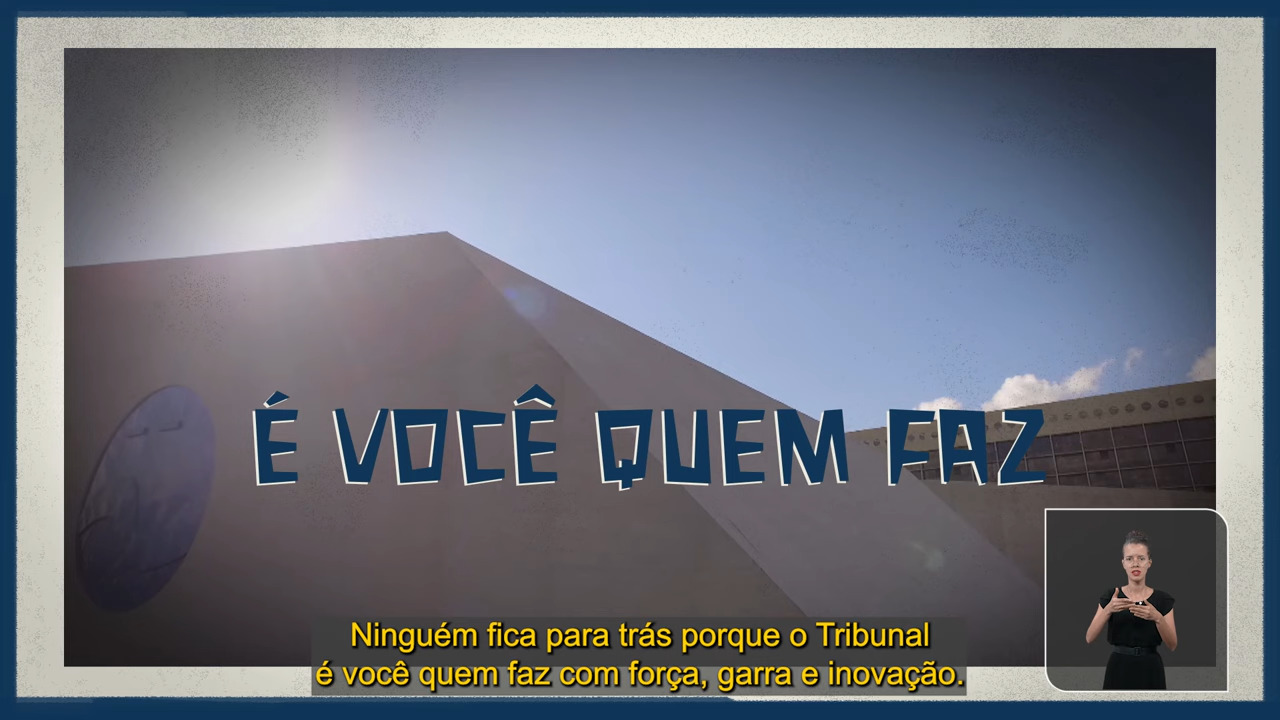 É VOCÊ QUEM FAZ
Ninguém fica para trás porque o Tribunal
é você quem faz com força, garra e inovação.